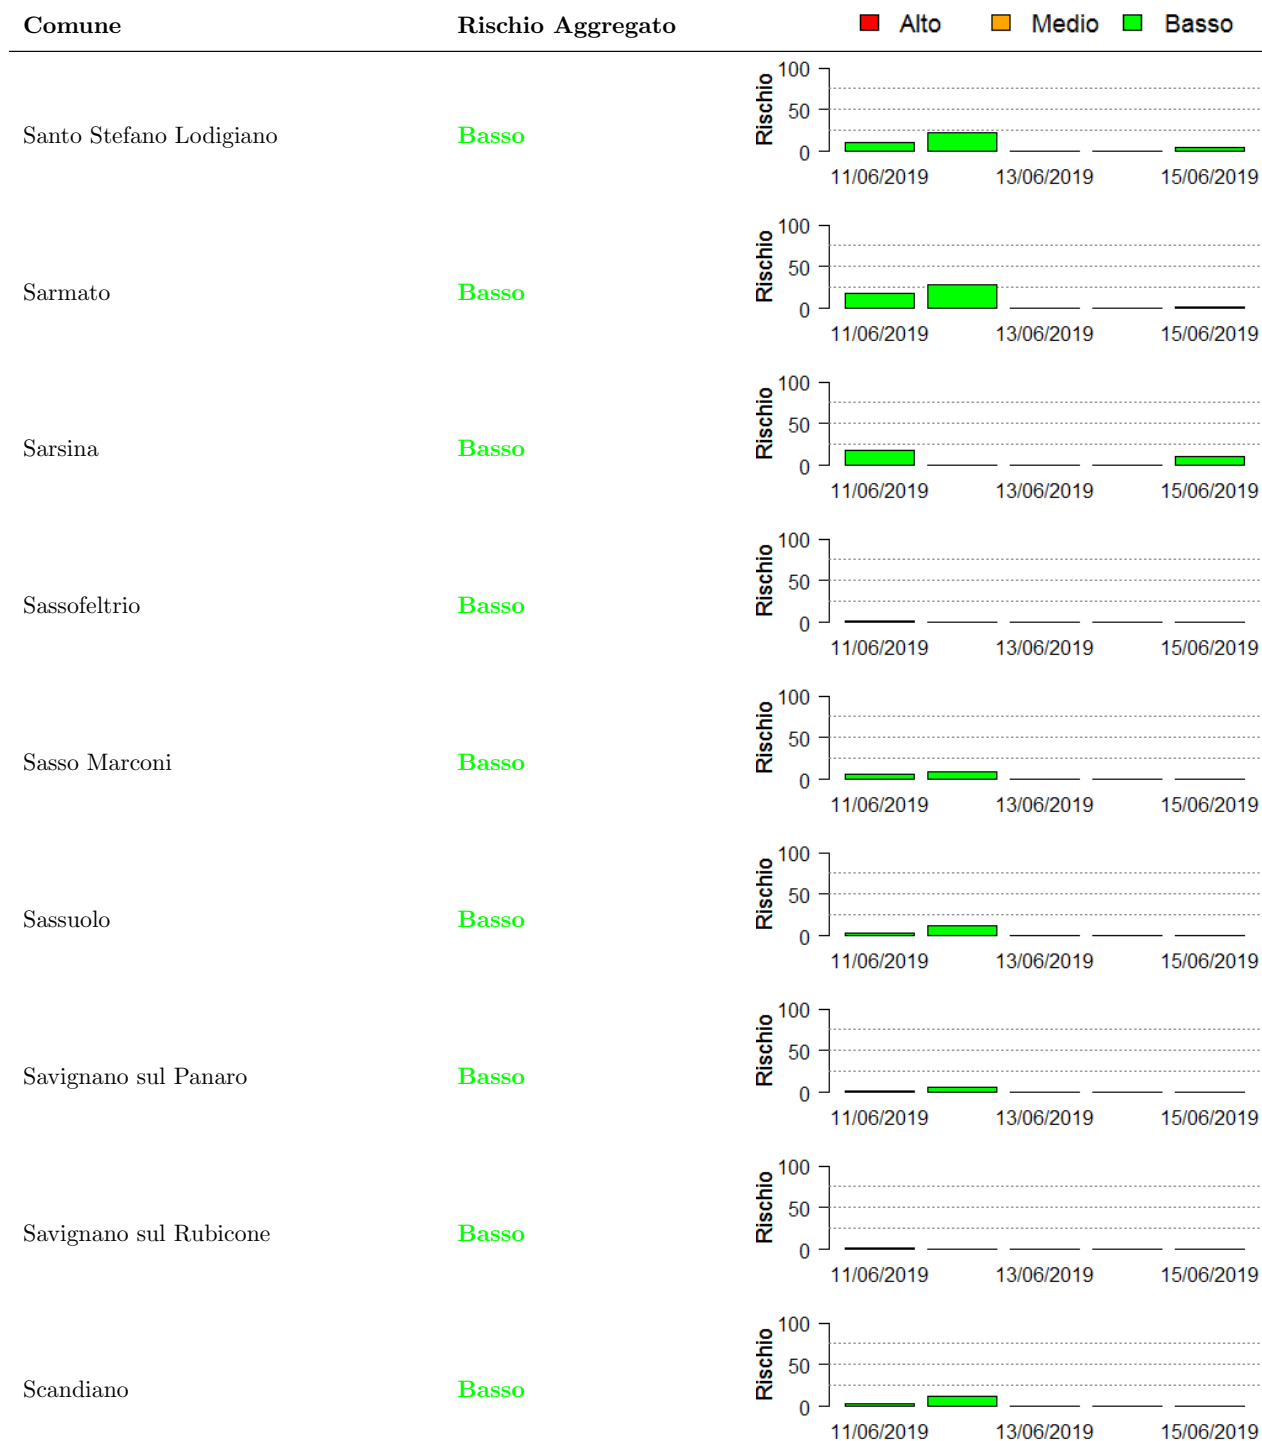 Comune Rischio Aggregato Alto Medio Basso
100
50
0
Rischio
Santo Stefano Lodigiano Basso
11/06/2019 13/06/2019 15/06/2019
100
50
0
Rischio
Sarmato Basso
11/06/2019 13/06/2019 15/06/2019
100
50
0
Rischio
Sarsina Basso
11/06/2019 13/06/2019 15/06/2019
100
50
0
Rischio
Sassofeltrio Basso
11/06/2019 13/06/2019 15/06/2019
100
50
0
Rischio
Sasso Marconi Basso
11/06/2019 13/06/2019 15/06/2019
100
50
0
Rischio
Sassuolo Basso
11/06/2019 13/06/2019 15/06/2019
100
50
0
Rischio
Savignano sul Panaro Basso
11/06/2019 13/06/2019 15/06/2019
100
50
0
Rischio
Savignano sul Rubicone Basso
11/06/2019 13/06/2019 15/06/2019
100
50
0
Rischio
Scandiano Basso
11/06/2019 13/06/2019 15/06/2019